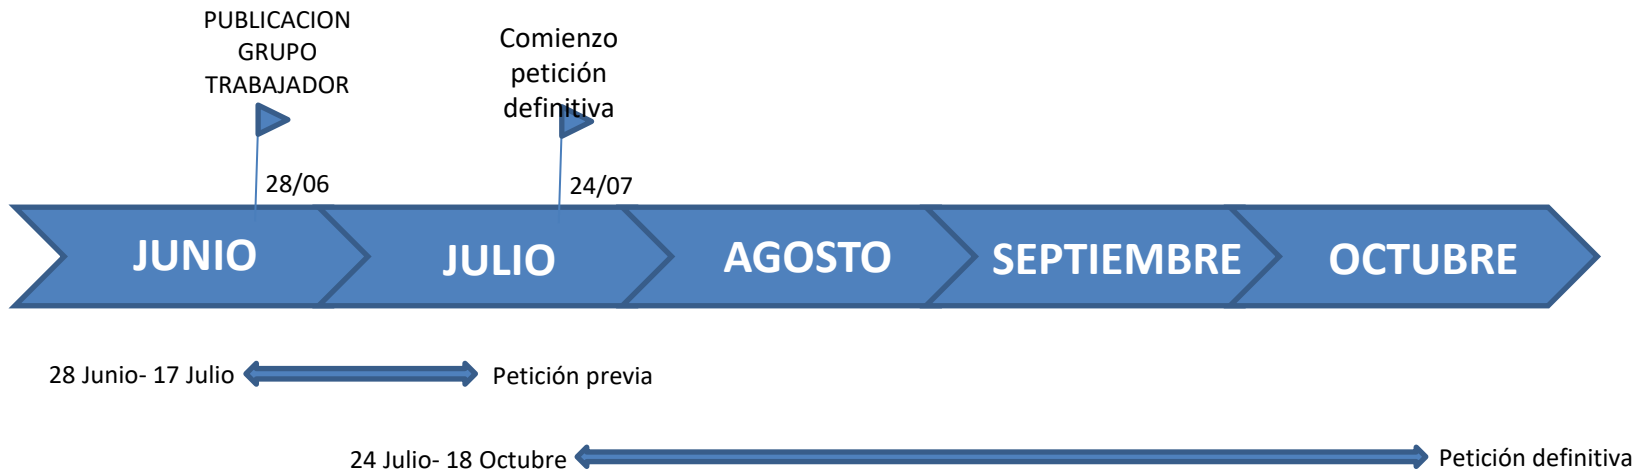 PUBLICACION
GRUPO
TRABAJADOR
Comienzo
petición
definitiva
28/06
24/07
JUNIO
JULIO
AGOSTO
SEPTIEMBRE
OCTUBRE
28 Junio- 17 Julio
Petición previa
24 Julio- 18 Octubre
Petición definitiva